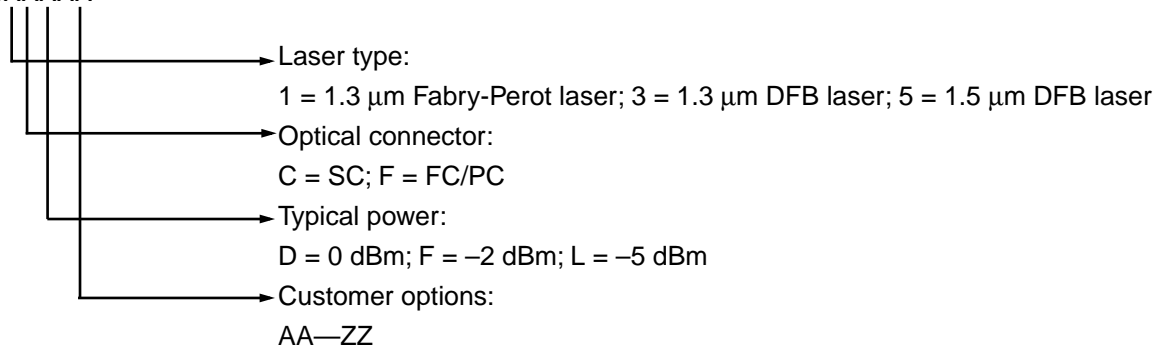 Laser type:
1 = 1.3 μm Fabry-Perot laser; 3 = 1.3 μm DFB laser; 5 = 1.5 μm DFB laser
Optical connector:
C = SC; F = FC/PC
Typical power:
D = 0 dBm; F = –2 dBm; L = –5 dBm
Customer options:
AA—ZZ